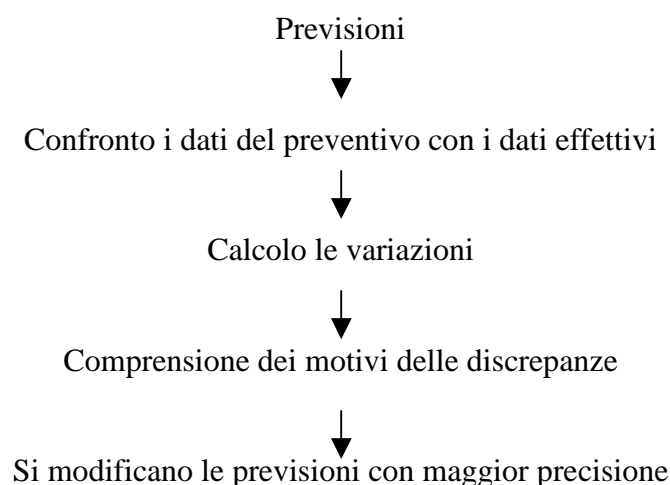 Previsioni
Confronto i dati del preventivo con i dati effettivi
Calcolo le variazioni
Comprensione dei motivi delle discrepanze
Si modificano le previsioni con maggior precisione